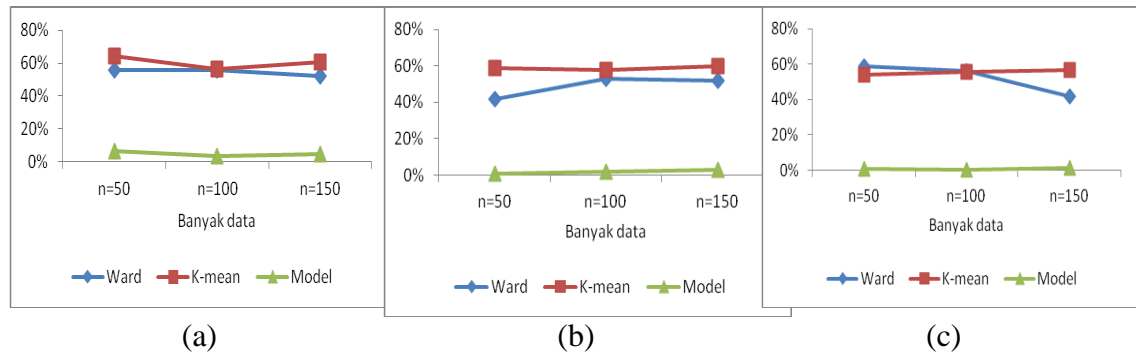 80%
60%
40%
20%
0%
n=50 n=100 n=150
Banyak data
Ward K-mean Model
(a)
80%
60%
40%
20%
0%
n=50 n=100 n=150
Banyak data
Ward K-mean Model
(b)
80%
60%
40%
20%
0%
n=50 n=100 n=150
Banyak data
Ward K-mean Model
(c)